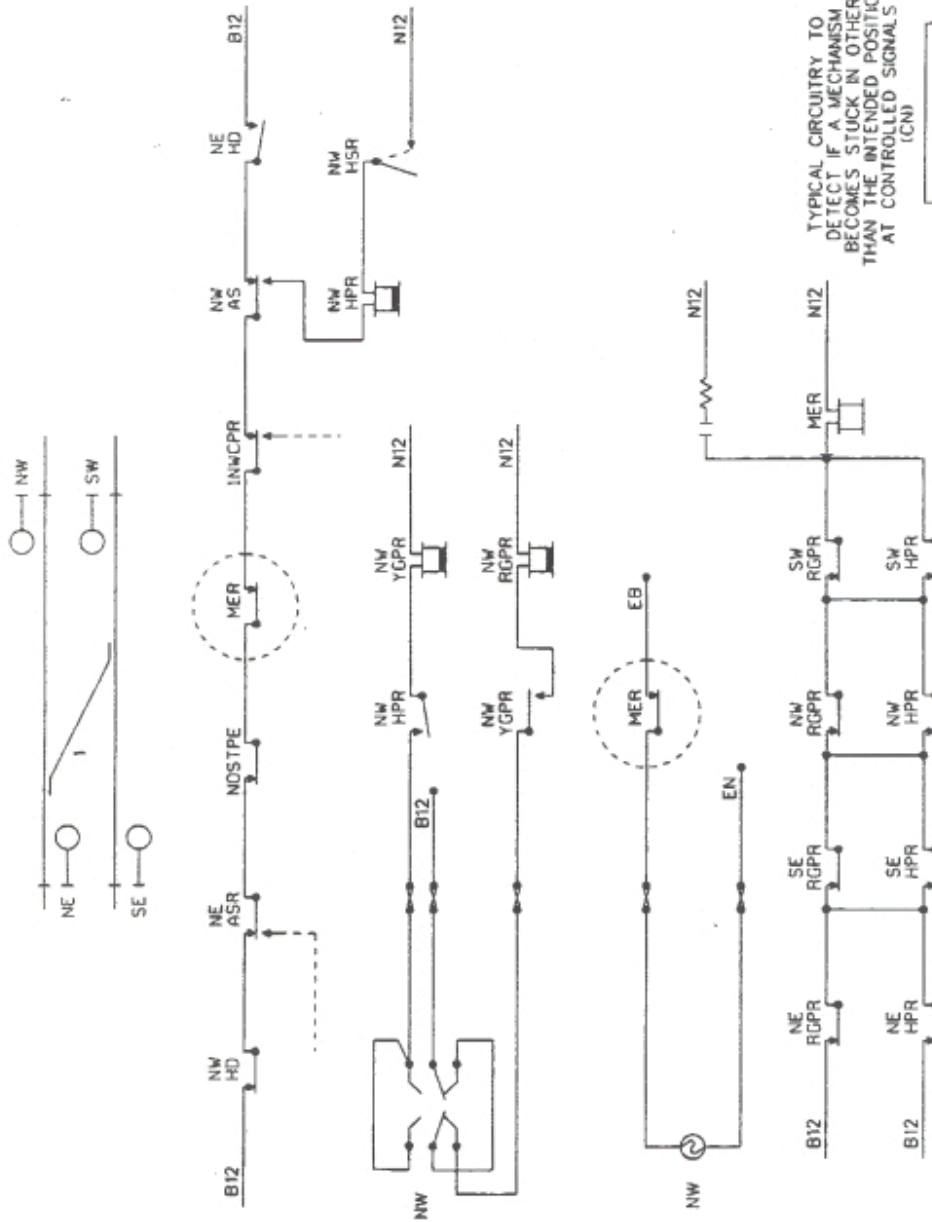 NW
NE
SW
SE
B12
NW
HD
NE
ASR
NOSTPE
MER
1NWCPR
NW
AS
NE
HD
B12
NW
HPR
NW
HSR
N12
NW
B12
NW
HPR
NW
YGPR
N12
NW
YGPR
NW
RGPR
N12
NW
MER
EB
EN
N12
B12
NE
RGPR
SE
RGPR
NW
RGPR
SW
RGPR
MER
N12
B12
NE
HPR
SE
HPR
NW
HPR
SW
HPR
N12
TYPICAL CIRCUITRY TO
DETECT IF A MECHANISM
BECOMES STUCK IN OTHER
THAN THE INTENDED
AT CONTROLLED SIGNALS
(CN)